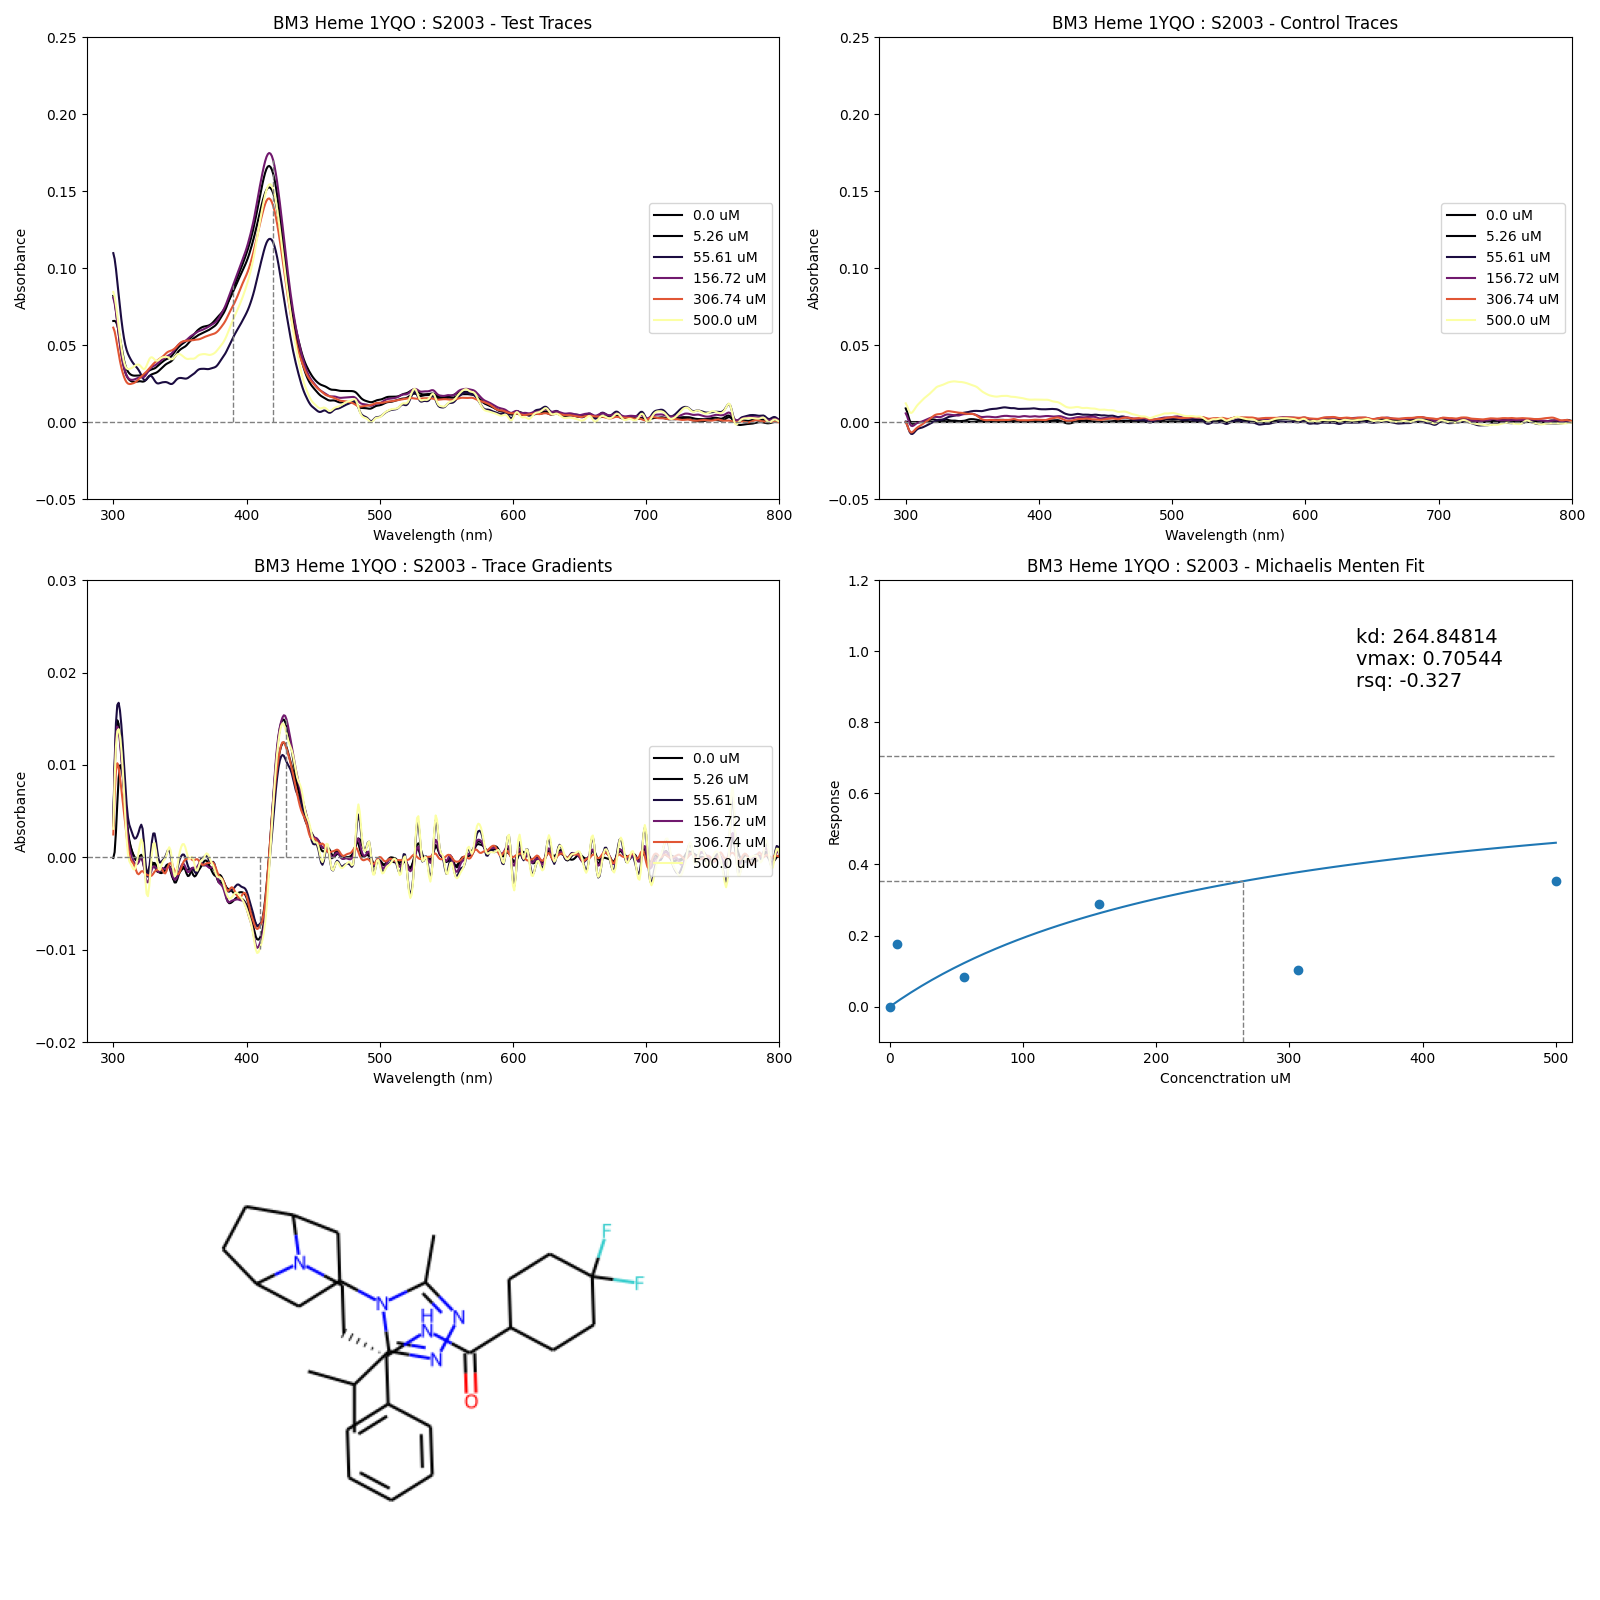 BM3 Heme 1YQO : S2003 - Test Traces
0.25
0.20
0.15
0.10
0.05
0.00
−0.05
Absorbance
300
400
500
600
700
800
Wavelength (nm)
0.0 uM
5.26 uM
55.61 uM
156.72 uM
306.74 uM
500.0 uM
BM3 Heme 1YQO : S2003 - Control Traces
0.25
0.20
0.15
0.10
0.05
0.00
−0.05
Absorbance
300
400
500
600
700
800
Wavelength (nm)
0.0 uM
5.26 uM
55.61 uM
156.72 uM
306.74 uM
500.0 uM
BM3 Heme 1YQO : S2003 - Trace Gradients
0.03
0.02
0.01
0.00
−0.01
−0.02
Absorbance
300
400
500
600
700
800
Wavelength (nm)
0.0 uM
5.26 uM
55.61 uM
156.72 uM
306.74 uM
500.0 uM
BM3 Heme 1YQO : S2003 - Michaelis Menten Fit
1.2
1.0
0.8
0.6
0.4
0.2
0.0
Response
kd: 264.84814
vmax: 0.70544
rsq: -0.327
0
100
200
300
400
500
Concenctration uM
F
F
N
N
N
N
H
N
O